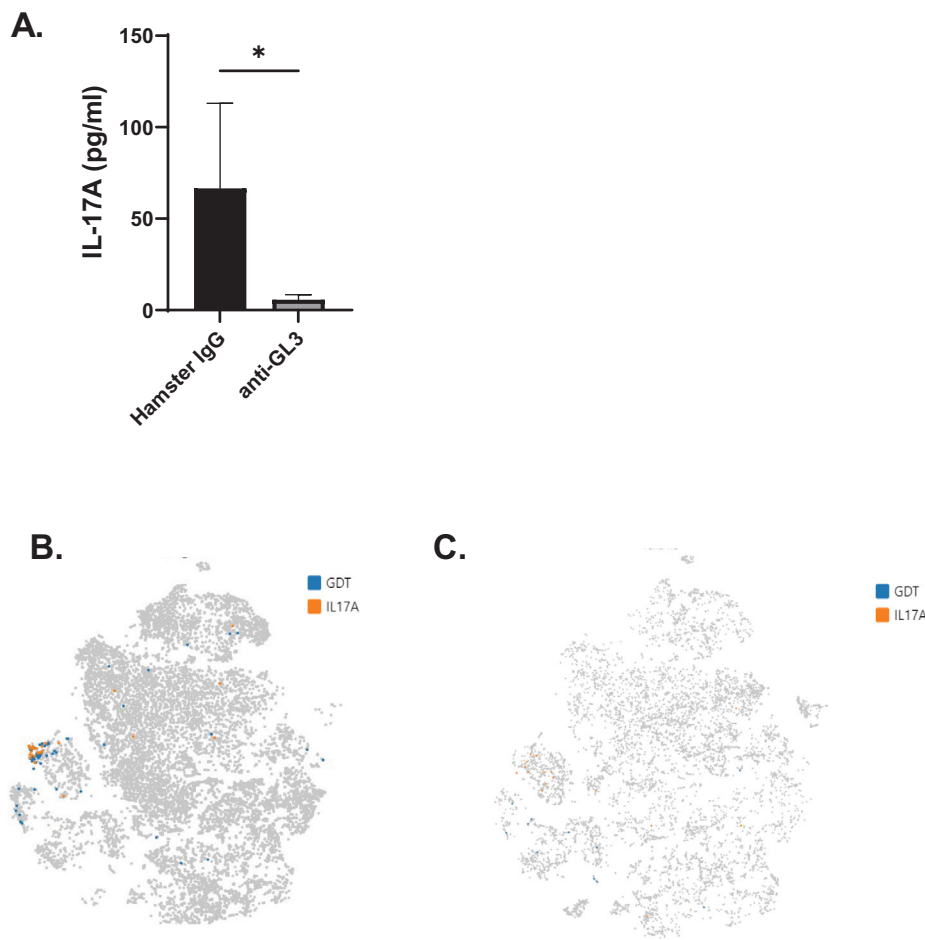 A.
150
100
50
0
IL-17A (pg/ml)
*
Hamster IgG
anti-GL3
B.
GDT
IL17A
C.
GDT
IL17A